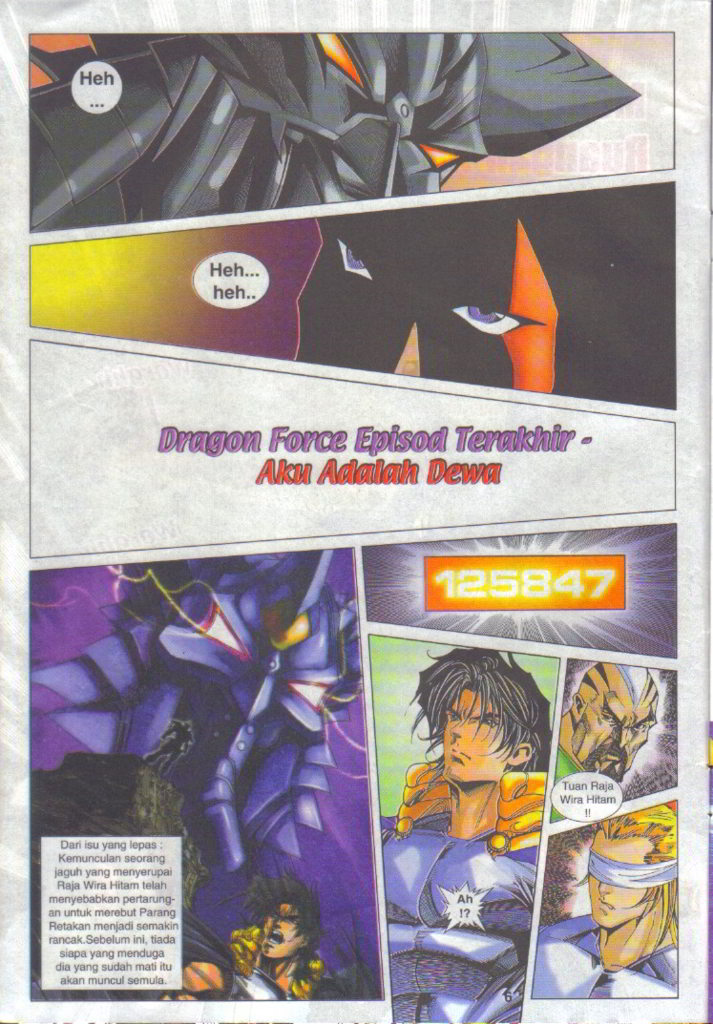 Heh
...
Heh...
heh..
Dragon Force Episod Terakhir -
Aku Adalah Dewa
125847
Tuan Raja
Wira Hitam
!!
Ah
!?
Dari isu yang lepas :
Kemunculan seorang
jaguh yang menyerupai
Raja Wira Hitam telah
menyebabkan pertarung-
an untuk merebut Parang
Retakan menjadi semakin
rancak.Sebelum ini, tiada
siapa yang menduga
dia yang sudah mati itu
akan muncul semula.
6